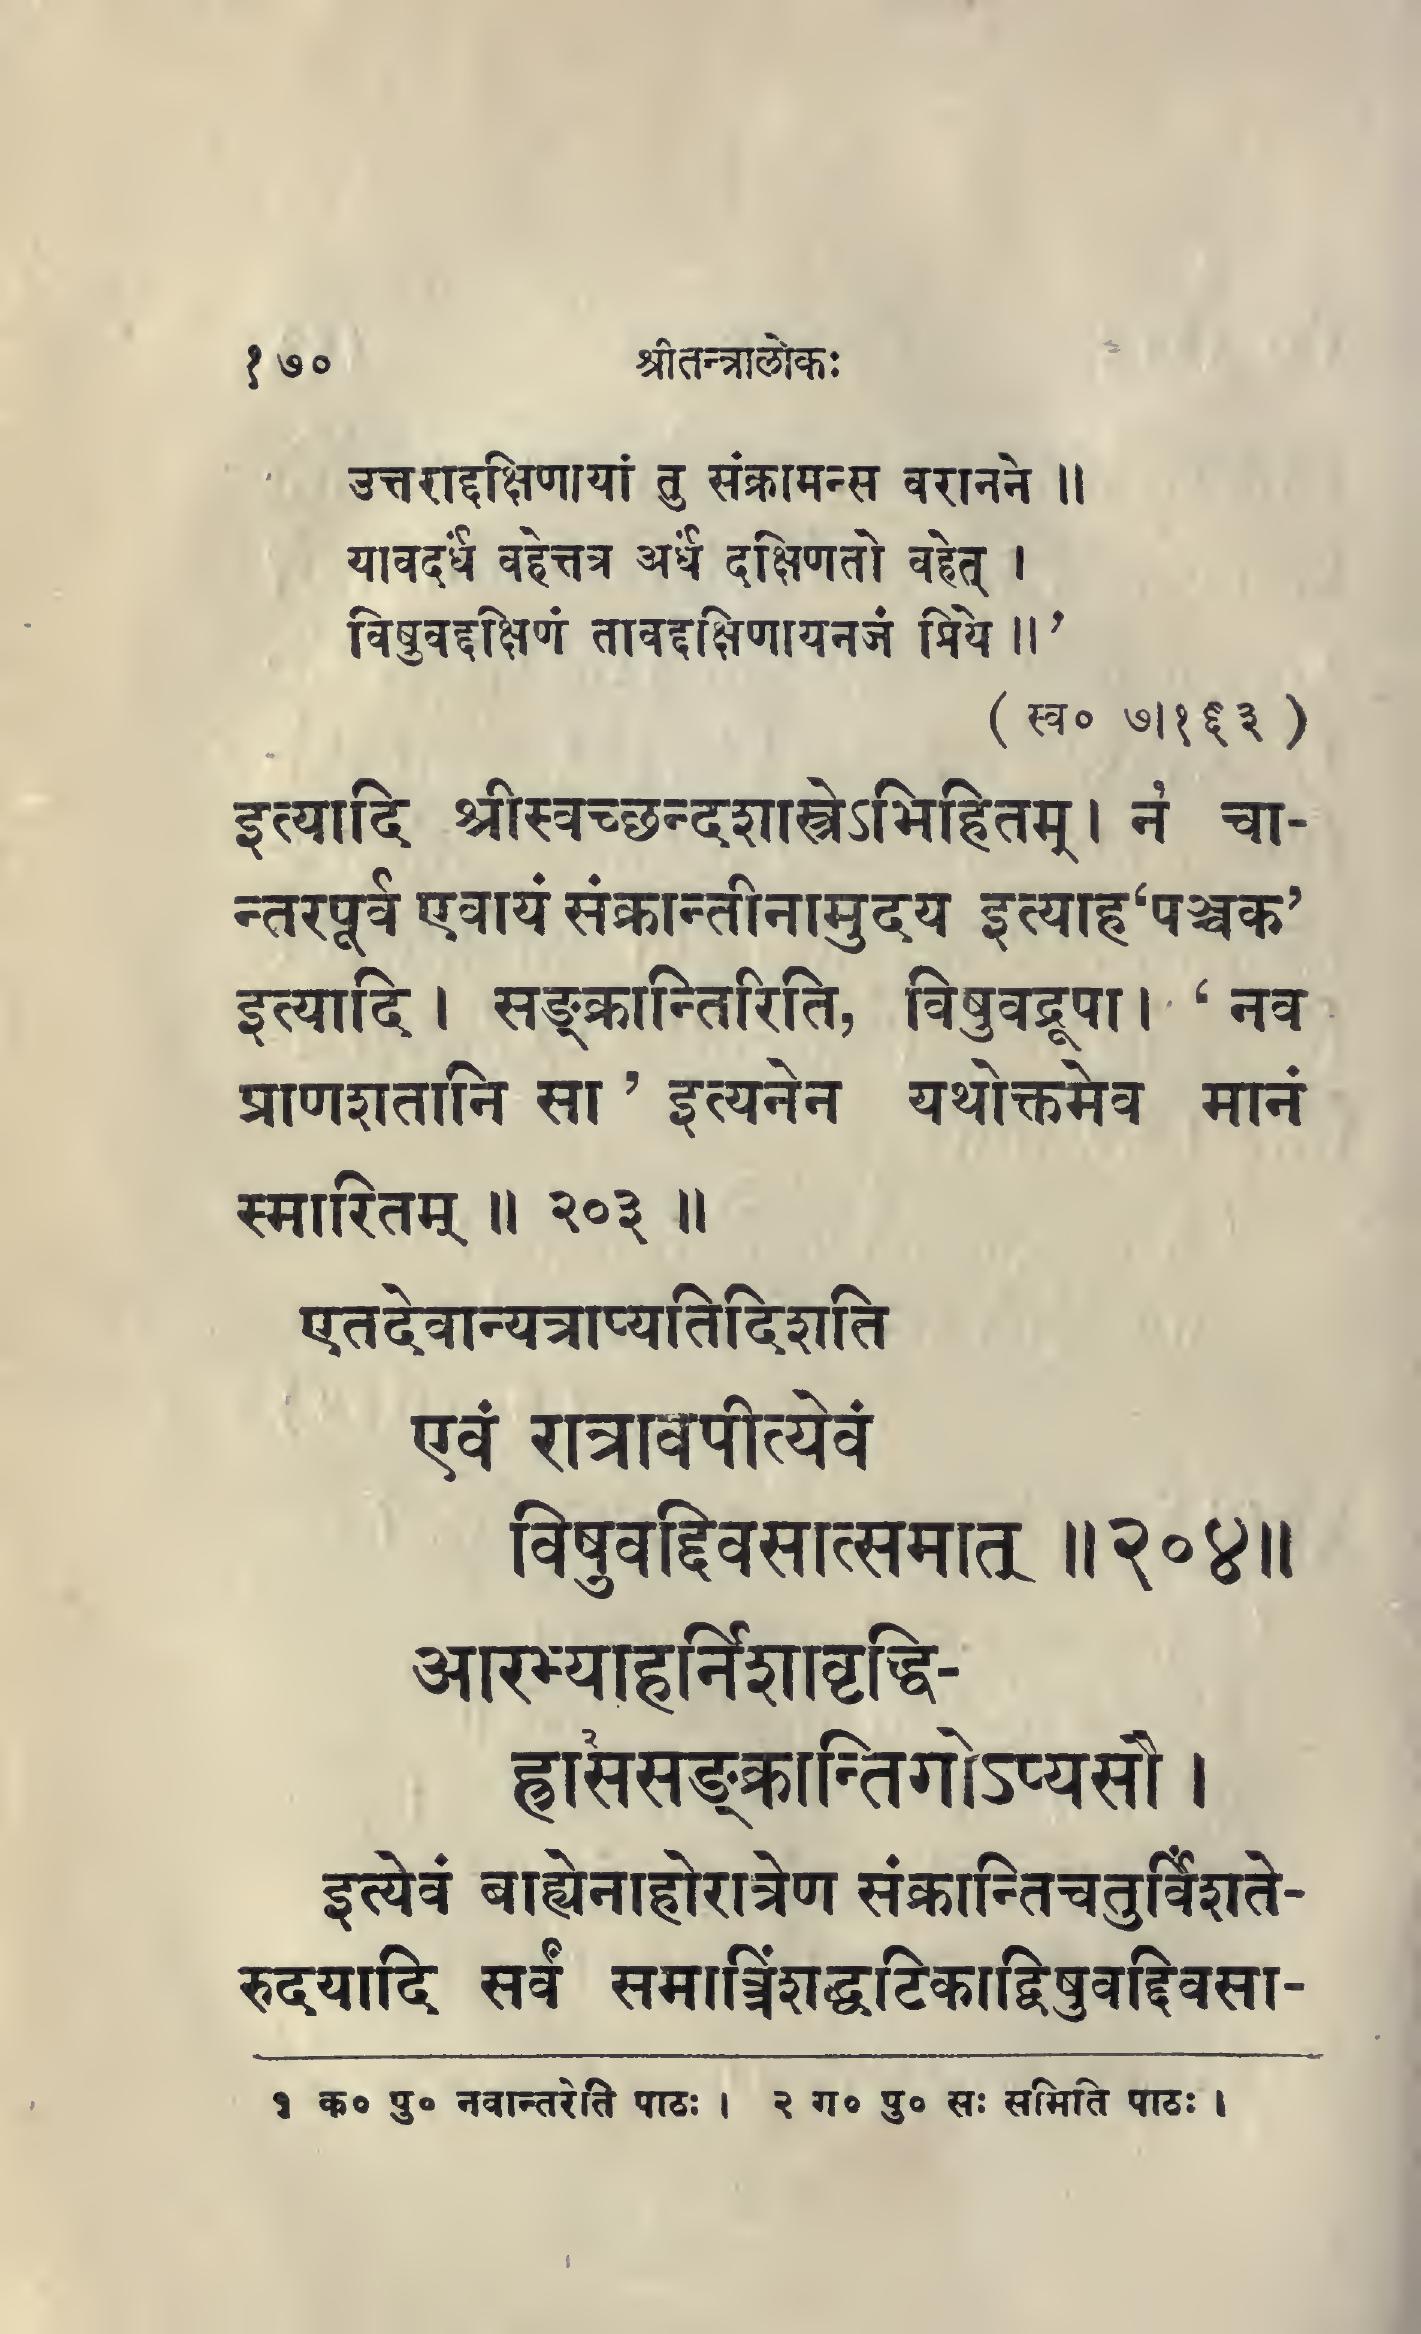 १७० श्रीतन्त्रालोकः
उत्तराद्दक्षिणायां तु संक्रामन्स वरानने ॥
यावदर्धं वहेत्तत्र अर्धं दक्षिणतो वहेत् ।
विषुवद्दक्षिणं तावद्दक्षिणायनजं प्रिये ॥’
( स्व० ७।१६३ )
इत्यादि श्रीस्वच्छन्दशास्त्रेऽभिहितम् । न१ चा-
न्तरपूर्व एवायं संक्रान्तीनामुदय इत्याह ‘पञ्चक’
इत्यादि । सङ्क्रान्तिरिति, विषुवद्रूपा । ‘ नव
प्राणशतानि सा ’ इत्यनेन यथोक्तमेव मानं
स्मारितम् ॥ २०३ ॥
एतदेवान्यत्राप्यतिदिशति
एवं रात्रावपीत्येवं
विषुवद्दिवसात्समात् ॥२०४॥
आरभ्याहर्निशावृद्धि-
ह्रास२सङ्क्रान्तिगोऽप्यसौ ।
इत्येवं बाह्येनाहोरात्रेण संक्रान्तिचतुर्विंशते-
रुदयादि सर्वं समात्त्रिंशद्घटिकाद्विषुवद्दिवसा-
१ क० पु० नवान्तरेति पाठः । २ ग० पु० सः समिति पाठः ।